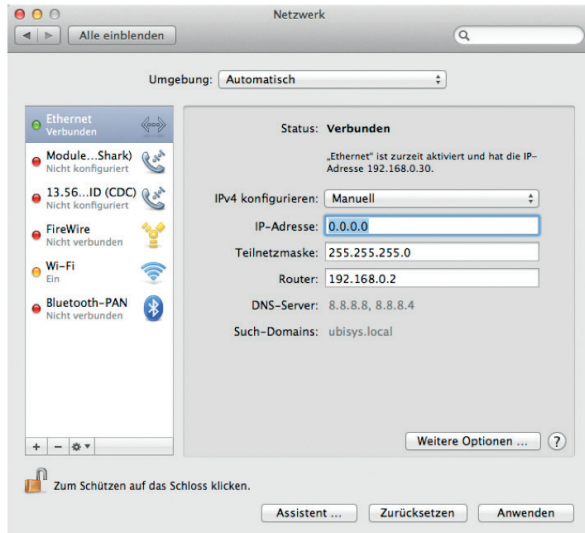 Netzwerk
Alle einblenden
Umgebung: Automatisch
Ethernet
Verbunden
Module...Shark)
Nicht konfiguriert
13.56...ID (CDC)
Nicht konfiguriert
FireWire
Nicht verbunden
Wi-Fi
Ein
Bluetooth-PAN
Nicht verbunden
+ −
Status: Verbunden
„Ethernet“ ist zurzeit aktiviert und hat die IP-
Adresse 192.168.0.30.
IPv4 konfigurieren: Manuell
IP-Adresse: 0.0.0.0
Teilnetzmaske: 255.255.255.0
Router: 192.168.0.2
DNS-Server: 8.8.8.8, 8.8.8.4
Such-Domains: ubisys.local
Weitere Optionen ... ?
Zum Schützen auf das Schloss klicken.
Assistent ... Zurücksetzen Anwenden